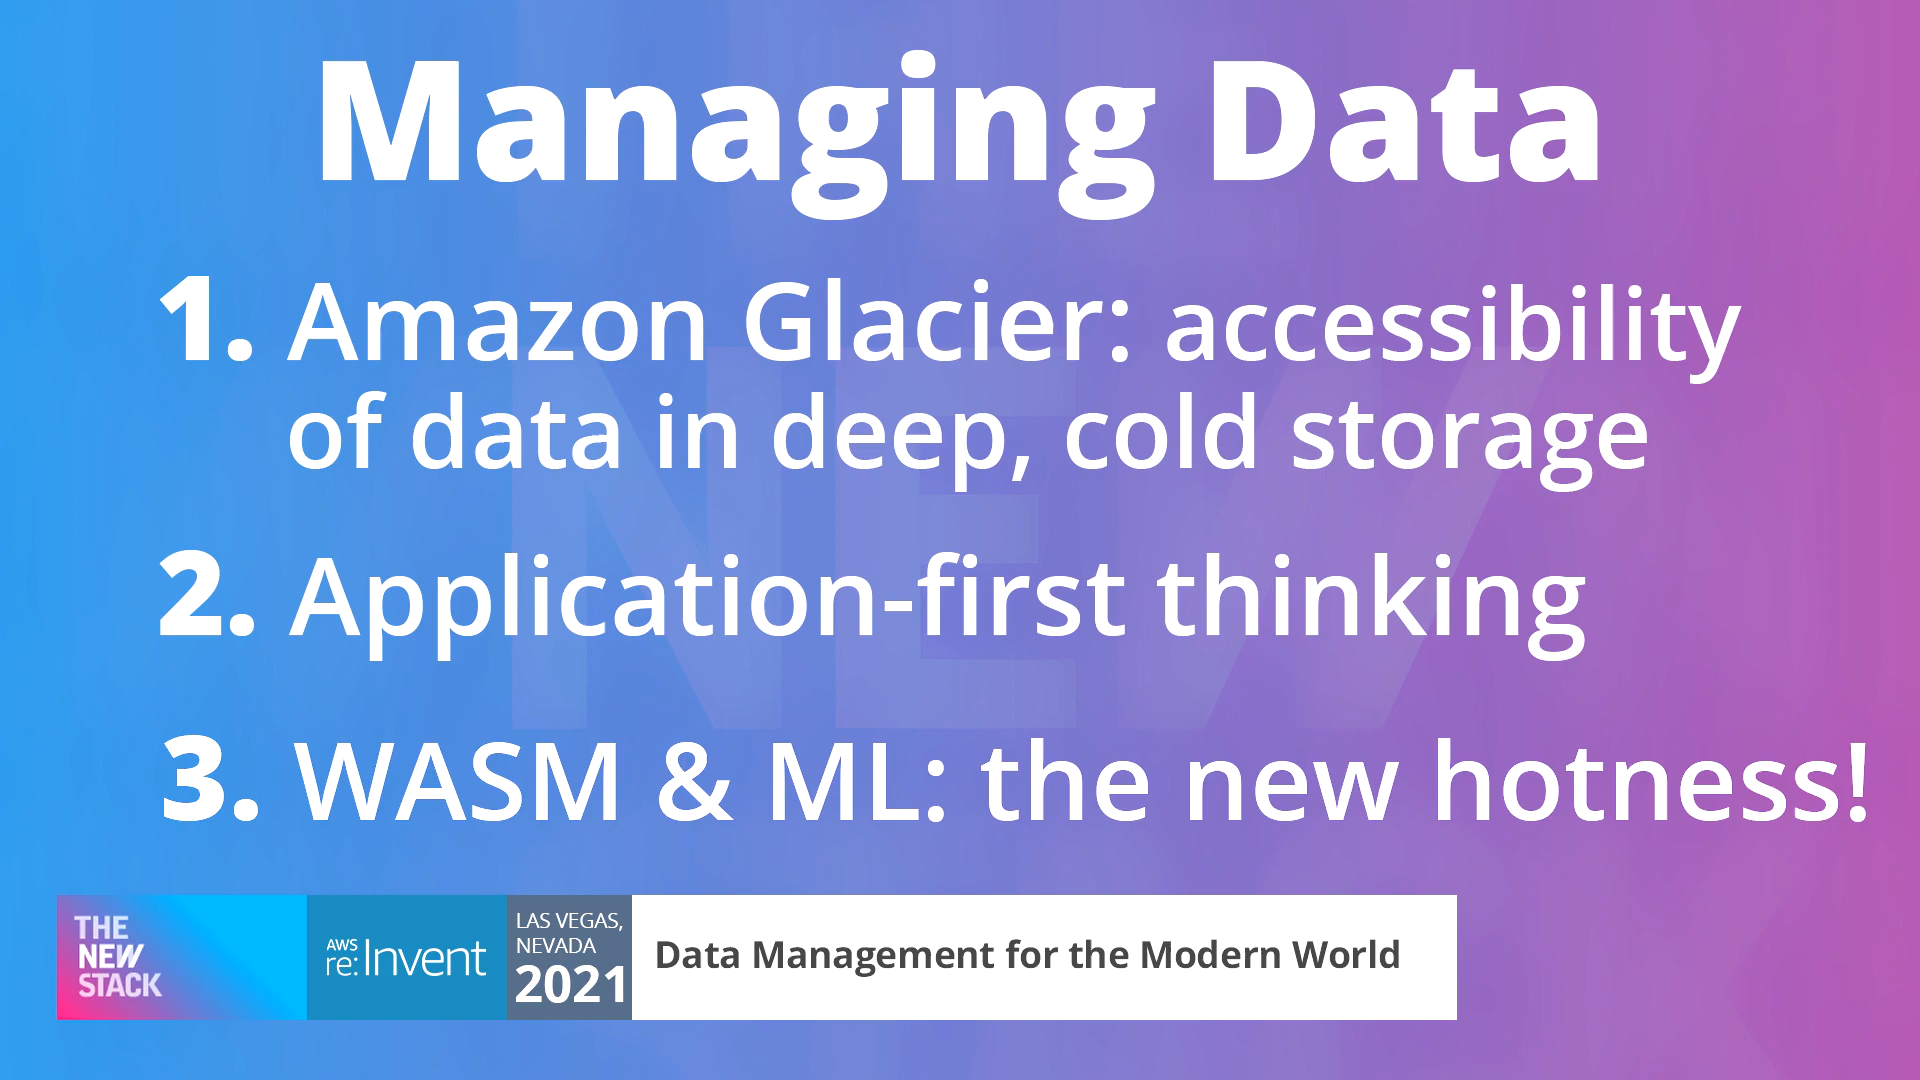 Managing Data
1. Amazon Glacier: accessibility
of data in deep, cold storage
2. Application-first thinking
3. WASM & ML: the new hotness!
NEW
THE
NEW
STACK
AWS
re:Invent
LAS VEGAS,
NEVADA
2021
Data Management for the Modern World